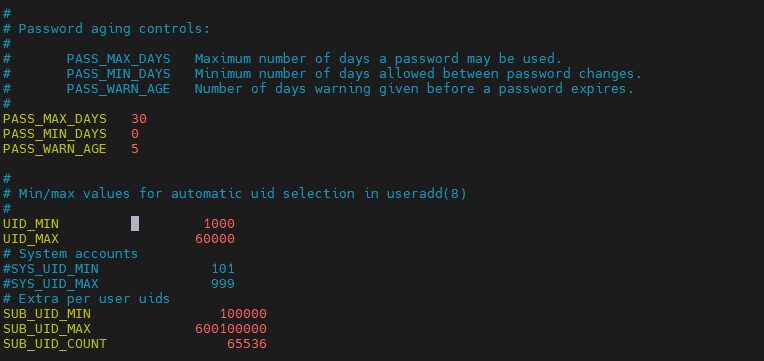 #
# Password aging controls:
#
#       PASS_MAX_DAYS   Maximum number of days a password may be used.
#       PASS_MIN_DAYS   Minimum number of days allowed between password changes.
#       PASS_WARN_AGE   Number of days warning given before a password expires.
#
PASS_MAX_DAYS   30
PASS_MIN_DAYS   0
PASS_WARN_AGE   5

#
# Min/max values for automatic uid selection in useradd(8)
#
UID_MIN                  1000
UID_MAX                 60000
# System accounts
#SYS_UID_MIN              101
#SYS_UID_MAX              999
# Extra per user uids
SUB_UID_MIN                100000
SUB_UID_MAX             600100000
SUB_UID_COUNT               65536